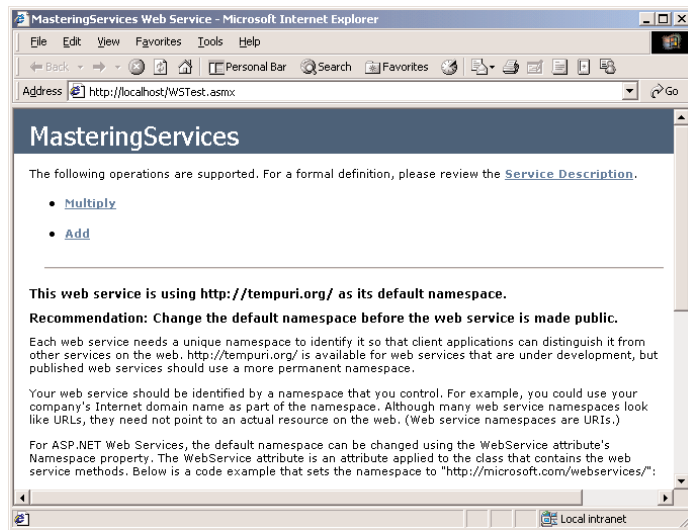 MasteringServices Web Service - Microsoft Internet Explorer
File Edit View Favorites Tools Help
Back Personal Bar Search Favorites
Address http://localhost/WSTest.asmx Go
MasteringServices
The following operations are supported. For a formal definition, please review the Service Description.
• Multiply
• Add
This web service is using http://tempuri.org/ as its default namespace.
Recommendation: Change the default namespace before the web service is made public.
Each web service needs a unique namespace to identify it so that client applications can distinguish it from
other services on the web. http://tempuri.org/ is available for web services that are under development, but
published web services should use a more permanent namespace.
Your web service should be identified by a namespace that you control. For example, you could use your
company's Internet domain name as part of the namespace. Although many web service namespaces look
like URLs, they need not point to an actual resource on the web. (Web service namespaces are URIs.)
For ASP.NET Web Services, the default namespace can be changed using the WebService attribute's
Namespace property. The WebService attribute is an attribute applied to the class that contains the web
service methods. Below is a code example that sets the namespace to "http://microsoft.com/webservices/":
Local intranet